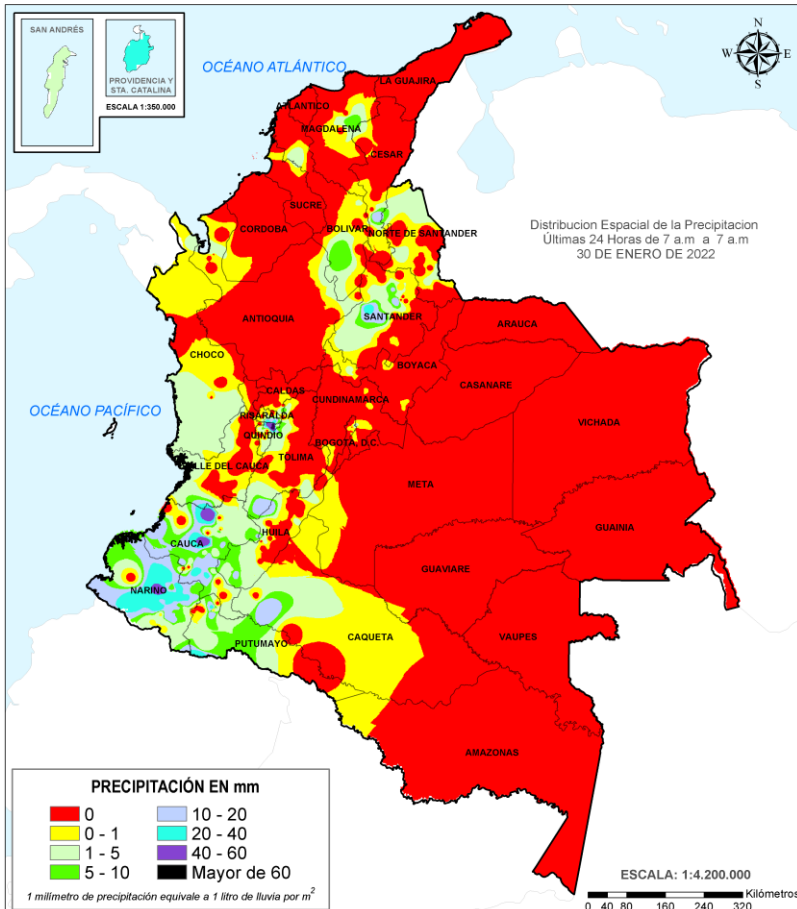 SAN ANDRÉS
PROVIDENCIA Y
STA. CATALINA
ESCALA 1:350.000
OCÉANO ATLÁNTICO
N
W
E
S
LA GUAJIRA
ATLANTICO
MAGDALENA
CESAR
SUCRE
CORDOBA
BOLIVAR
NORTE DE SANTANDER
Distribucion Espacial de la Precipitacion
Últimas 24 Horas de 7 a.m a 7 a.m
30 DE ENERO DE 2022
ANTIOQUIA
SANTANDER
ARAUCA
CHOCO
BOYACA
CASANARE
CALDAS
CUNDINAMARCA
OCÉANO PACÍFICO
RISARALDA
VICHADA
QUINDIO
BOGOTA, D.C.
TOLIMA
VALLE DEL CAUCA
META
GUAINIA
HUILA
CAUCA
GUAVIARE
NARIÑO
VAUPES
CAQUETA
PUTUMAYO
AMAZONAS
PRECIPITACIÓN EN mm
0
10 - 20
0 - 1
20 - 40
1 - 5
40 - 60
5 - 10
Mayor de 60
1 milímetro de precipitación equivale a 1 litro de lluvia por m²
ESCALA: 1:4.200.000
Kilómetros
0 40 80 160 240 320